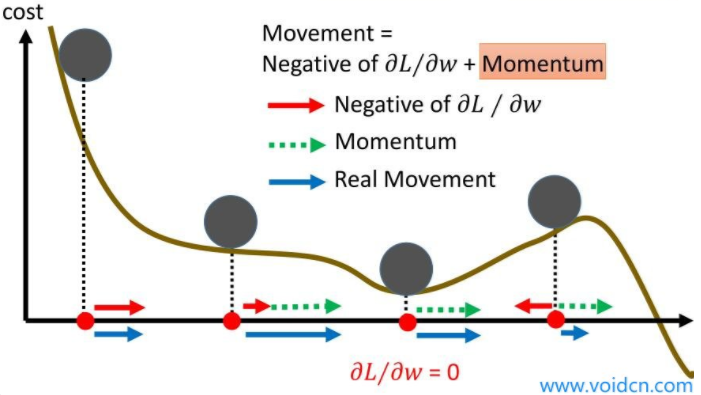 cost
Movement =
Negative of ∂L/∂w + Momentum
Negative of ∂L / ∂w
Momentum
Real Movement
∂L/∂w = 0
www.voidcn.com